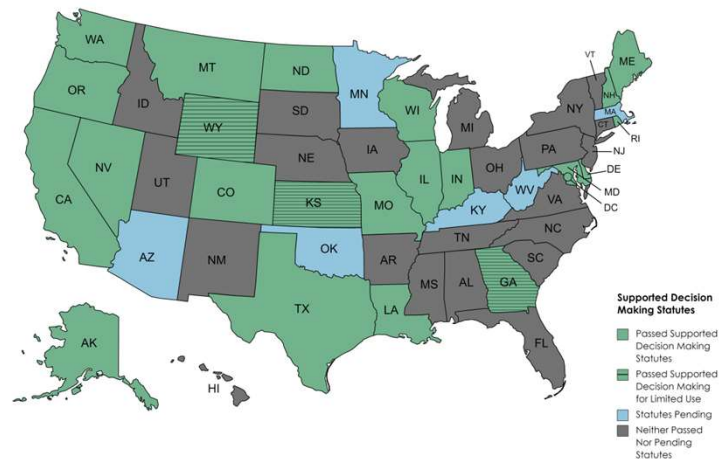 WA
MT
ND
MN
ME
VT
NH
OR
ID
SD
WI
MI
NY
MA
CT
RI
WY
NE
IA
PA
NJ
NV
UT
CO
IL
IN
OH
DE
MD
DC
CA
KS
MO
KY
WV
VA
AZ
NM
OK
AR
TN
NC
SC
TX
LA
MS
AL
GA
FL
AK
HI
Supported Decision
Making Statutes
Passed Supported
Decision Making
Statutes
Passed Supported
Decision Making
for Limited Use
Statutes Pending
Neither Passed
Nor Pending
Statutes